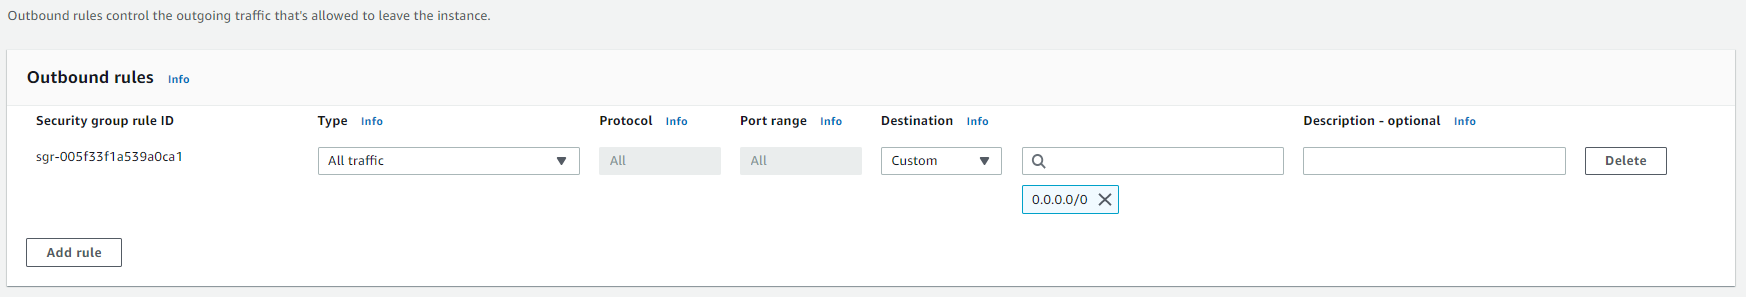 Outbound rules control the outgoing traffic that's allowed to leave the instance.
Outbound rules Info
Security group rule ID Type Info Protocol Info Port range Info Destination Info Description - optional Info
sgr-005f33f1a539a0ca1 All traffic All All Custom Delete
0.0.0.0/0
Add rule